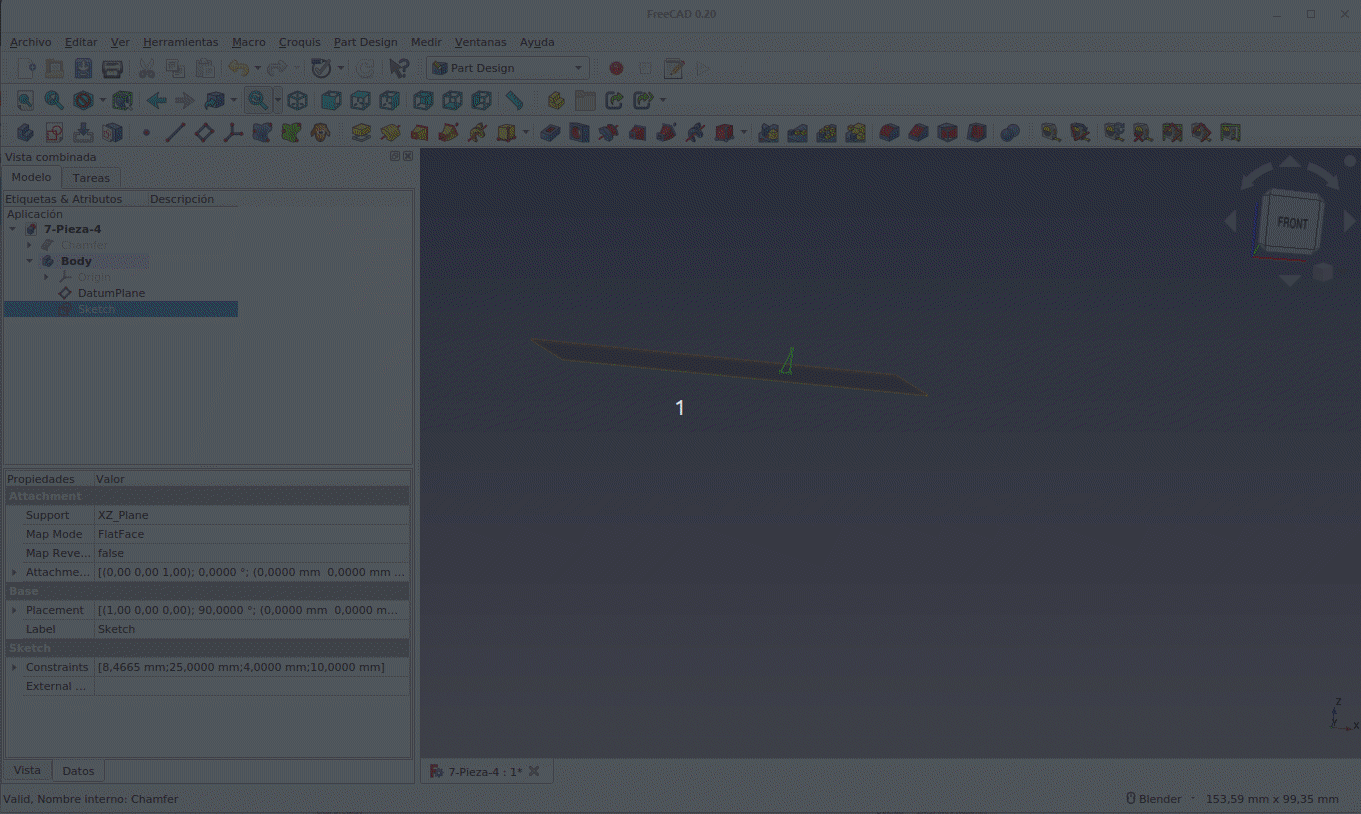 FreeCAD 0.20
Archivo Editar Ver Herramientas Macro Croquis Part Design Medir Ventanas Ayuda
Part Design
Vista combinada
Modelo Tareas
Etiquetas & Atributos Descripción
Aplicación
7-Pieza-4
Chamfer
Body
Origin
DatumPlane
Sketch
FRONT
1
Propiedades Valor
Attachment
Support XZ_Plane
Map Mode FlatFace
Map Reve... false
Attachme... [(0,00 0,00 1,00); 0,0000 °; (0,0000 mm 0,0000 mm ...
Base
Placement [(1,00 0,00 0,00); 90,0000 °; (0,0000 mm 0,0000 m...
Label Sketch
Sketch
Constraints [8,4665 mm;25,0000 mm;4,0000 mm;10,0000 mm]
External ...
Z
Y
X
Vista Datos
7-Pieza-4 : 1*
Valid, Nombre interno: Chamfer
Blender
153,59 mm x 99,35 mm